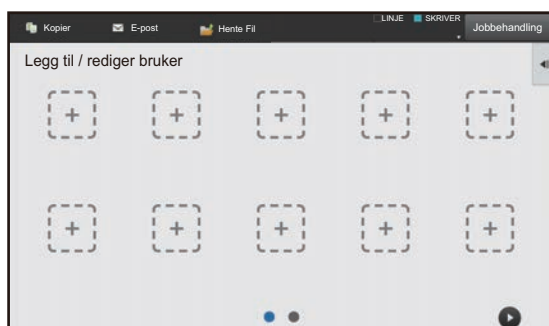 Kopier E-post Hente Fil LINJE SKRIVER Jobbehandling
Legg til / rediger bruker